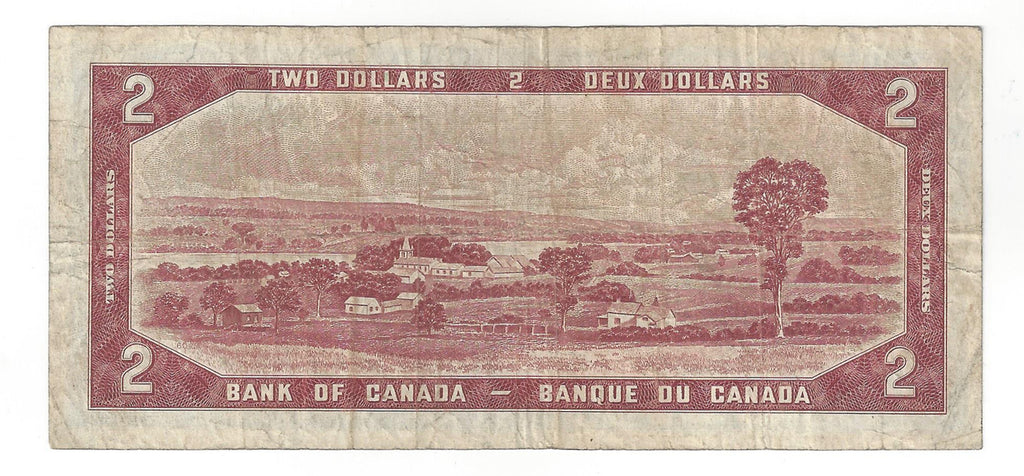 2 TWO DOLLARS 2 DEUX DOLLARS 2
TWO DOLLARS
DEUX DOLLARS
2 BANK OF CANADA — BANQUE DU CANADA 2